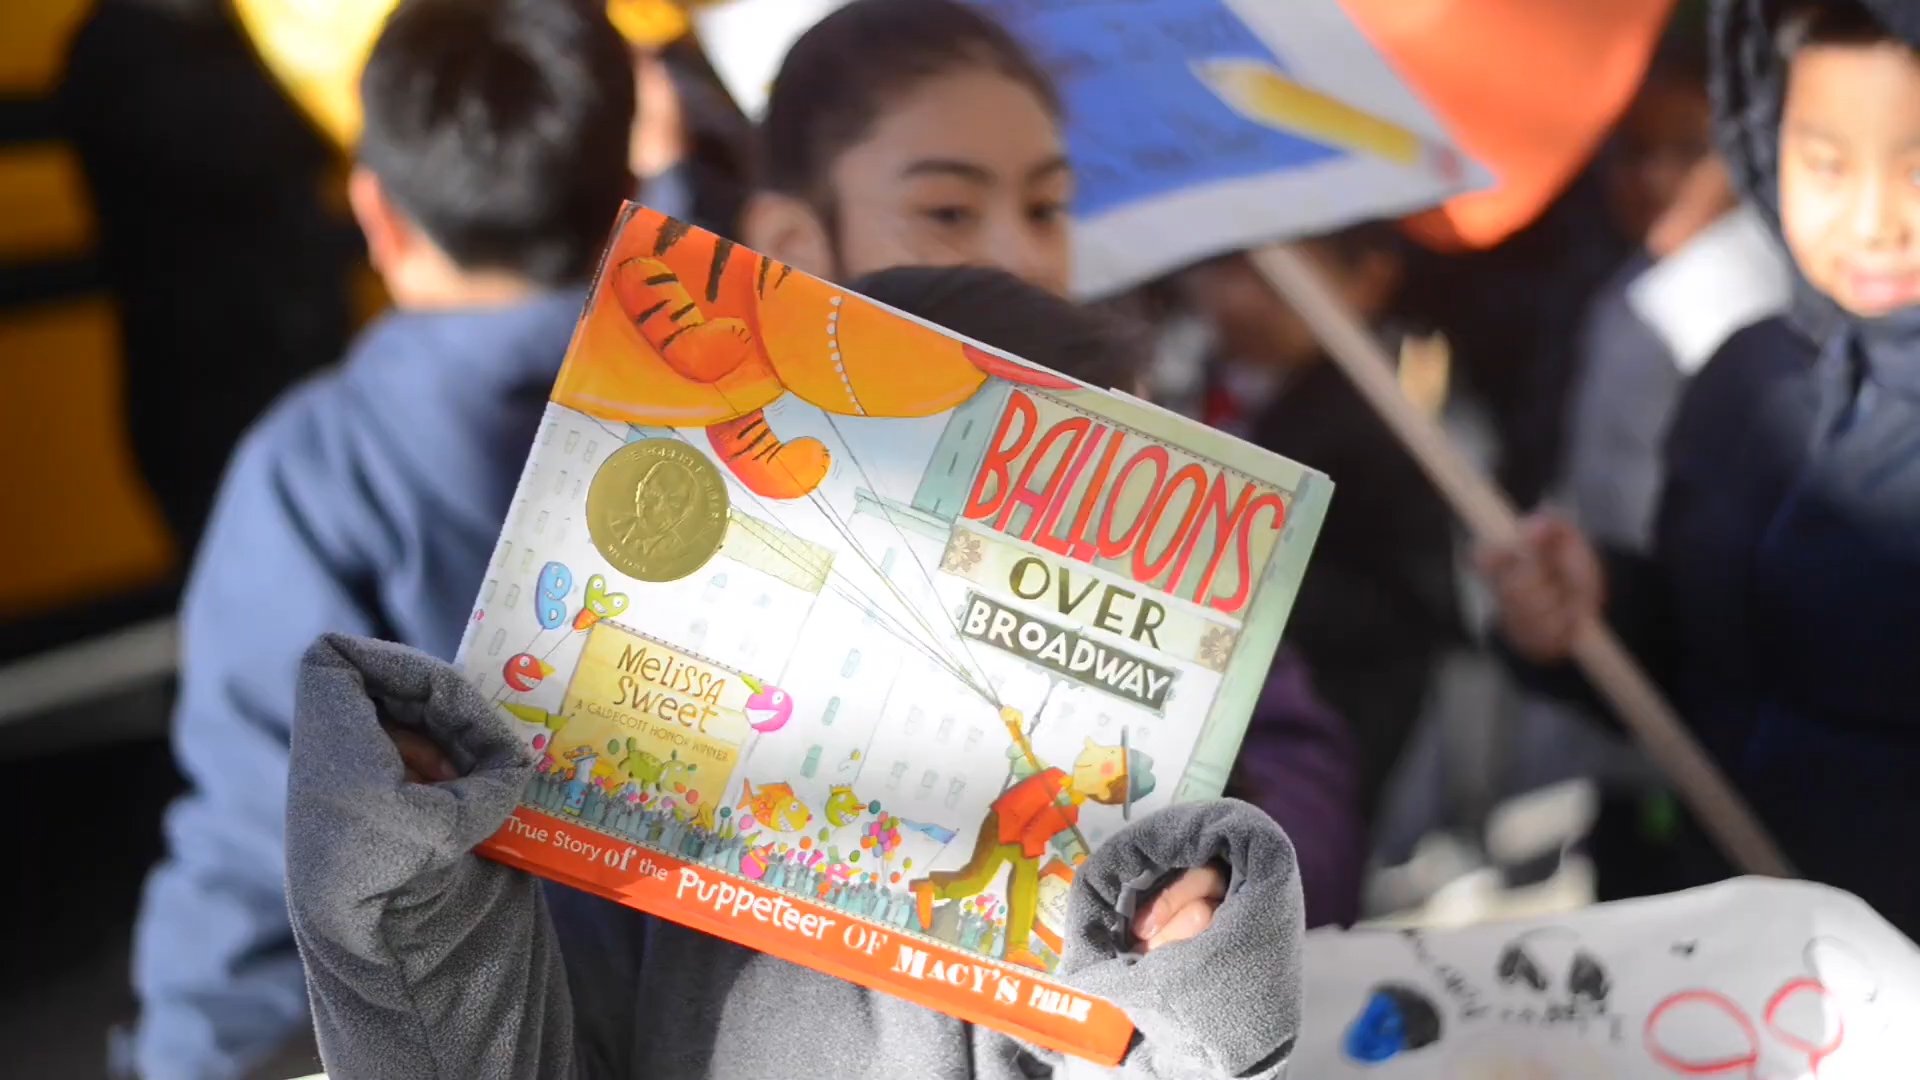 BALLOONS
OVER
BROADWAY
MELISSA
SWEET
A CALDECOTT HONOR WINNER
True Story of the Puppeteer OF MACY'S PARADE